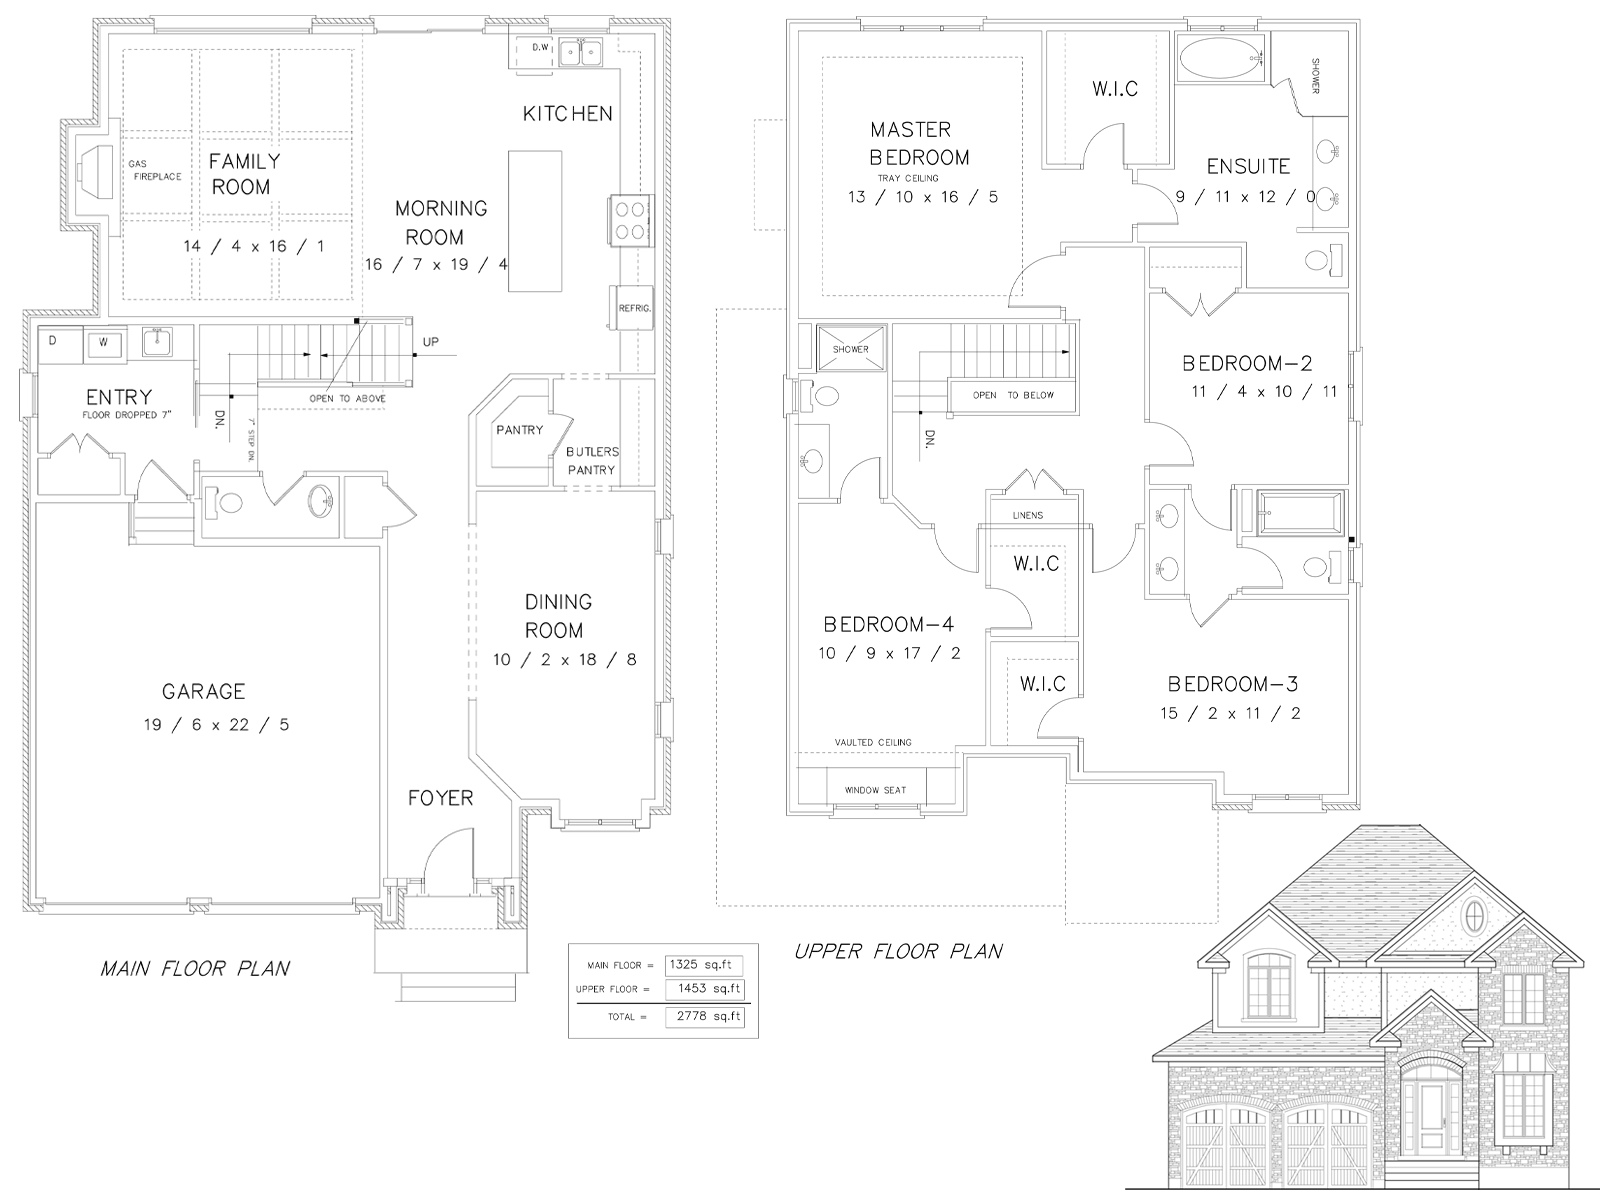 D.W
KITCHEN
GAS
FIREPLACE
FAMILY
ROOM
14 / 4 x 16 / 1
MORNING
ROOM
16 / 7 x 19 / 4
REFRIG.
D
W
UP
ENTRY
FLOOR DROPPED 7"
DN.
7" STEP DN.
OPEN TO ABOVE
PANTRY
BUTLERS
PANTRY
DINING
ROOM
10 / 2 x 18 / 8
GARAGE
19 / 6 x 22 / 5
FOYER
MAIN FLOOR PLAN
MAIN FLOOR = 1325 sq.ft
UPPER FLOOR = 1453 sq.ft
TOTAL = 2778 sq.ft
W.I.C
SHOWER
MASTER
BEDROOM
TRAY CEILING
13 / 10 x 16 / 5
ENSUITE
9 / 11 x 12 / 0
SHOWER
OPEN TO BELOW
DN.
BEDROOM-2
11 / 4 x 10 / 11
LINENS
W.I.C
BEDROOM-4
10 / 9 x 17 / 2
W.I.C
BEDROOM-3
15 / 2 x 11 / 2
VAULTED CEILING
WINDOW SEAT
UPPER FLOOR PLAN